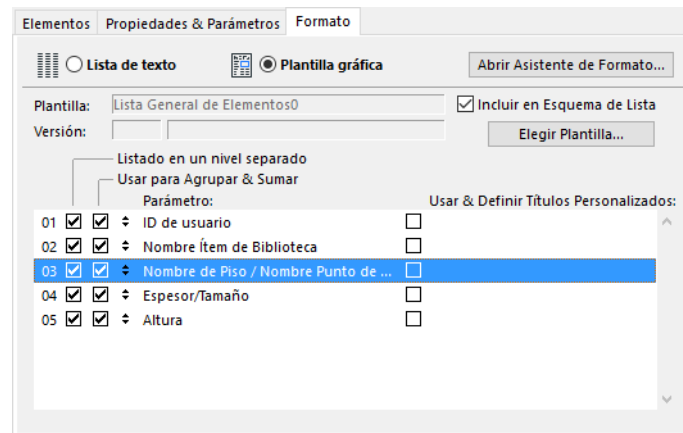 Elementos Propiedades & Parámetros Formato
Lista de texto Plantilla gráfica Abrir Asistente de Formato...
Plantilla: Lista General de Elementos0 Incluir en Esquema de Lista
Versión: Elegir Plantilla...
Listado en un nivel separado
Usar para Agrupar & Sumar
Parámetro: Usar & Definir Títulos Personalizados:
01 ID de usuario
02 Nombre Ítem de Biblioteca
03 Nombre de Piso / Nombre Punto de ...
04 Espesor/Tamaño
05 Altura